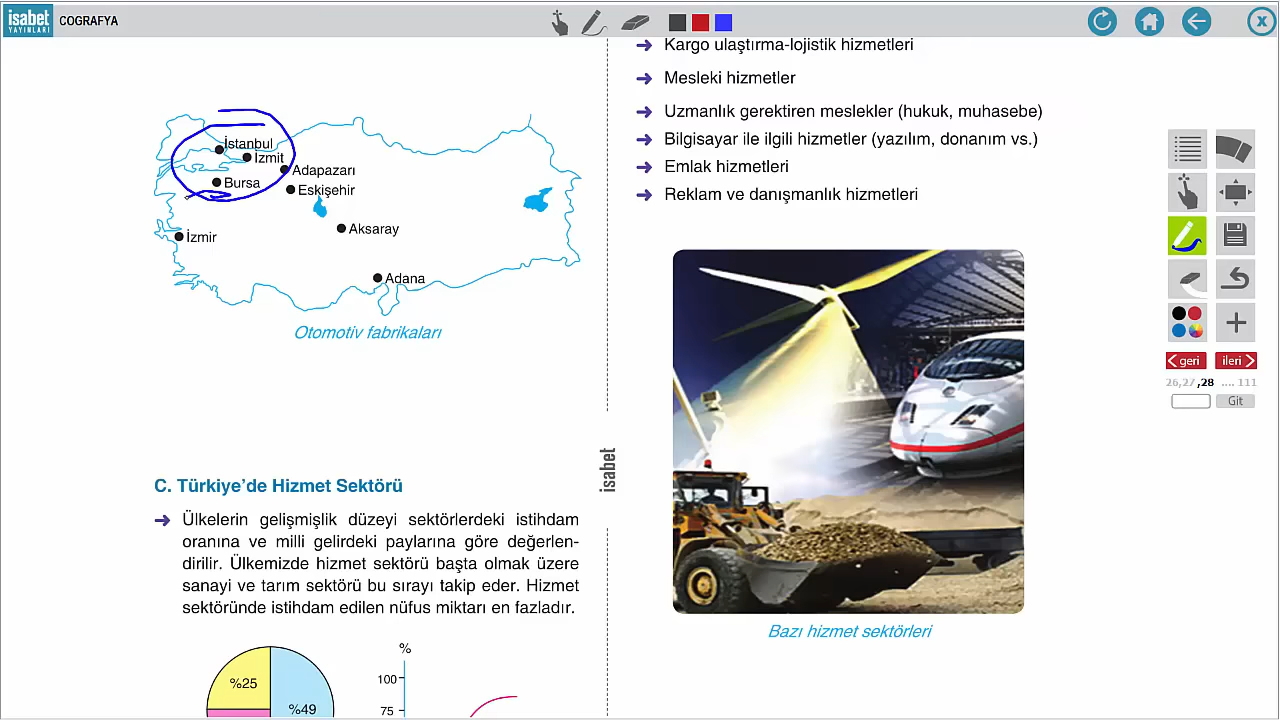 isabet
YAYINLARI
COGRAFYA
İstanbul
İzmit
Adapazarı
Bursa
Eskişehir
Aksaray
İzmir
Adana
Otomotiv fabrikaları
C. Türkiye'de Hizmet Sektörü
Ülkelerin gelişmişlik düzeyi sektörlerdeki istihdam
oranına ve milli gelirdeki paylarına göre değerlen-
dirilir. Ülkemizde hizmet sektörü başta olmak üzere
sanayi ve tarım sektörü bu sırayı takip eder. Hizmet
sektöründe istihdam edilen nüfus miktarı en fazladır.
%25
%49
%
100
75
isabet
Kargo ulaştırma-lojistik hizmetleri
Mesleki hizmetler
Uzmanlık gerektiren meslekler (hukuk, muhasebe)
Bilgisayar ile ilgili hizmetler (yazılım, donanım vs.)
Emlak hizmetleri
Reklam ve danışmanlık hizmetleri
Bazı hizmet sektörleri
geri
ileri
26,27,28 .... 111
Git